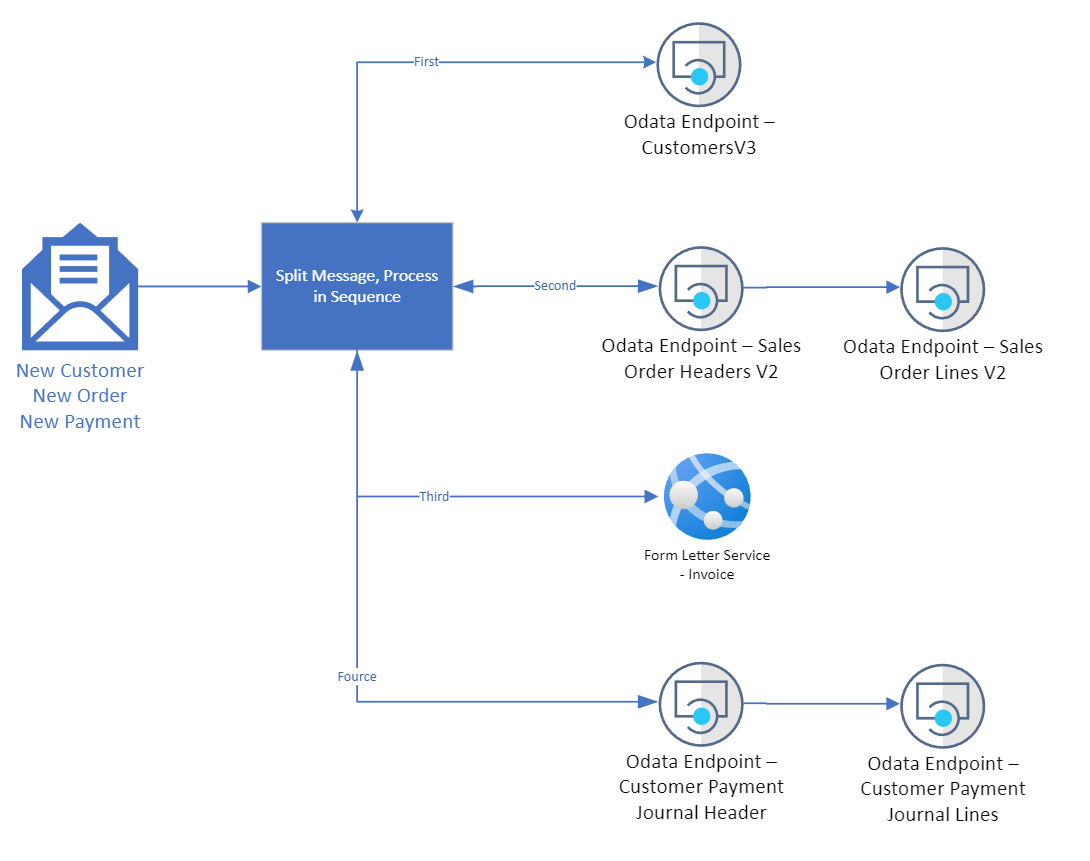 First
Odata Endpoint –
CustomersV3
Split Message, Process
in Sequence
Second
New Customer
New Order
New Payment
Odata Endpoint – Sales
Order Headers V2
Odata Endpoint – Sales
Order Lines V2
Third
Form Letter Service
- Invoice
Fource
Odata Endpoint –
Customer Payment
Journal Header
Odata Endpoint –
Customer Payment
Journal Lines